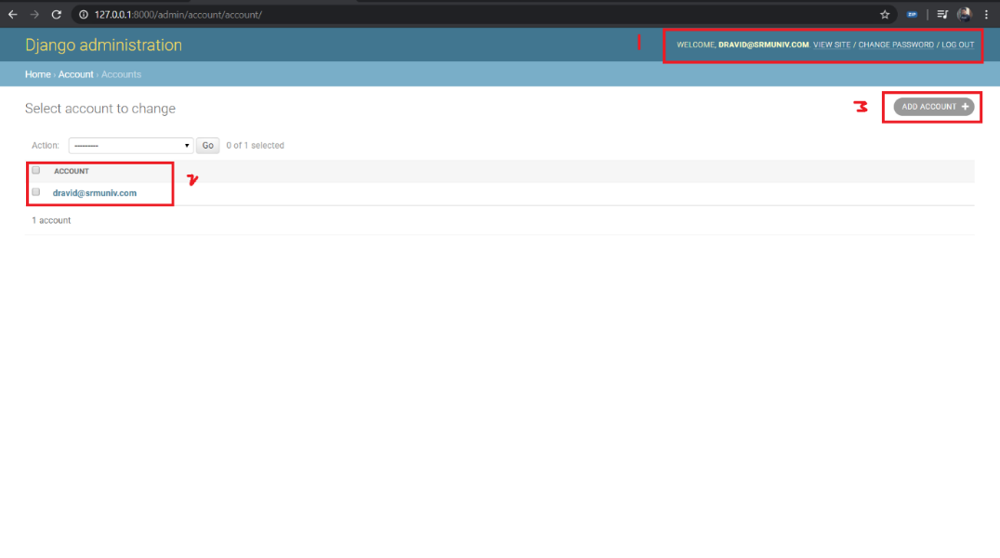 127.0.0.1:8000/admin/account/account/
ZIP
Django administration
1
WELCOME, DRAVID@SRMUNIV.COM. VIEW SITE / CHANGE PASSWORD / LOG OUT
Home › Account › Accounts
Select account to change
3
ADD ACCOUNT +
Action: --------- Go 0 of 1 selected
ACCOUNT
2
dravid@srmuniv.com
1 account